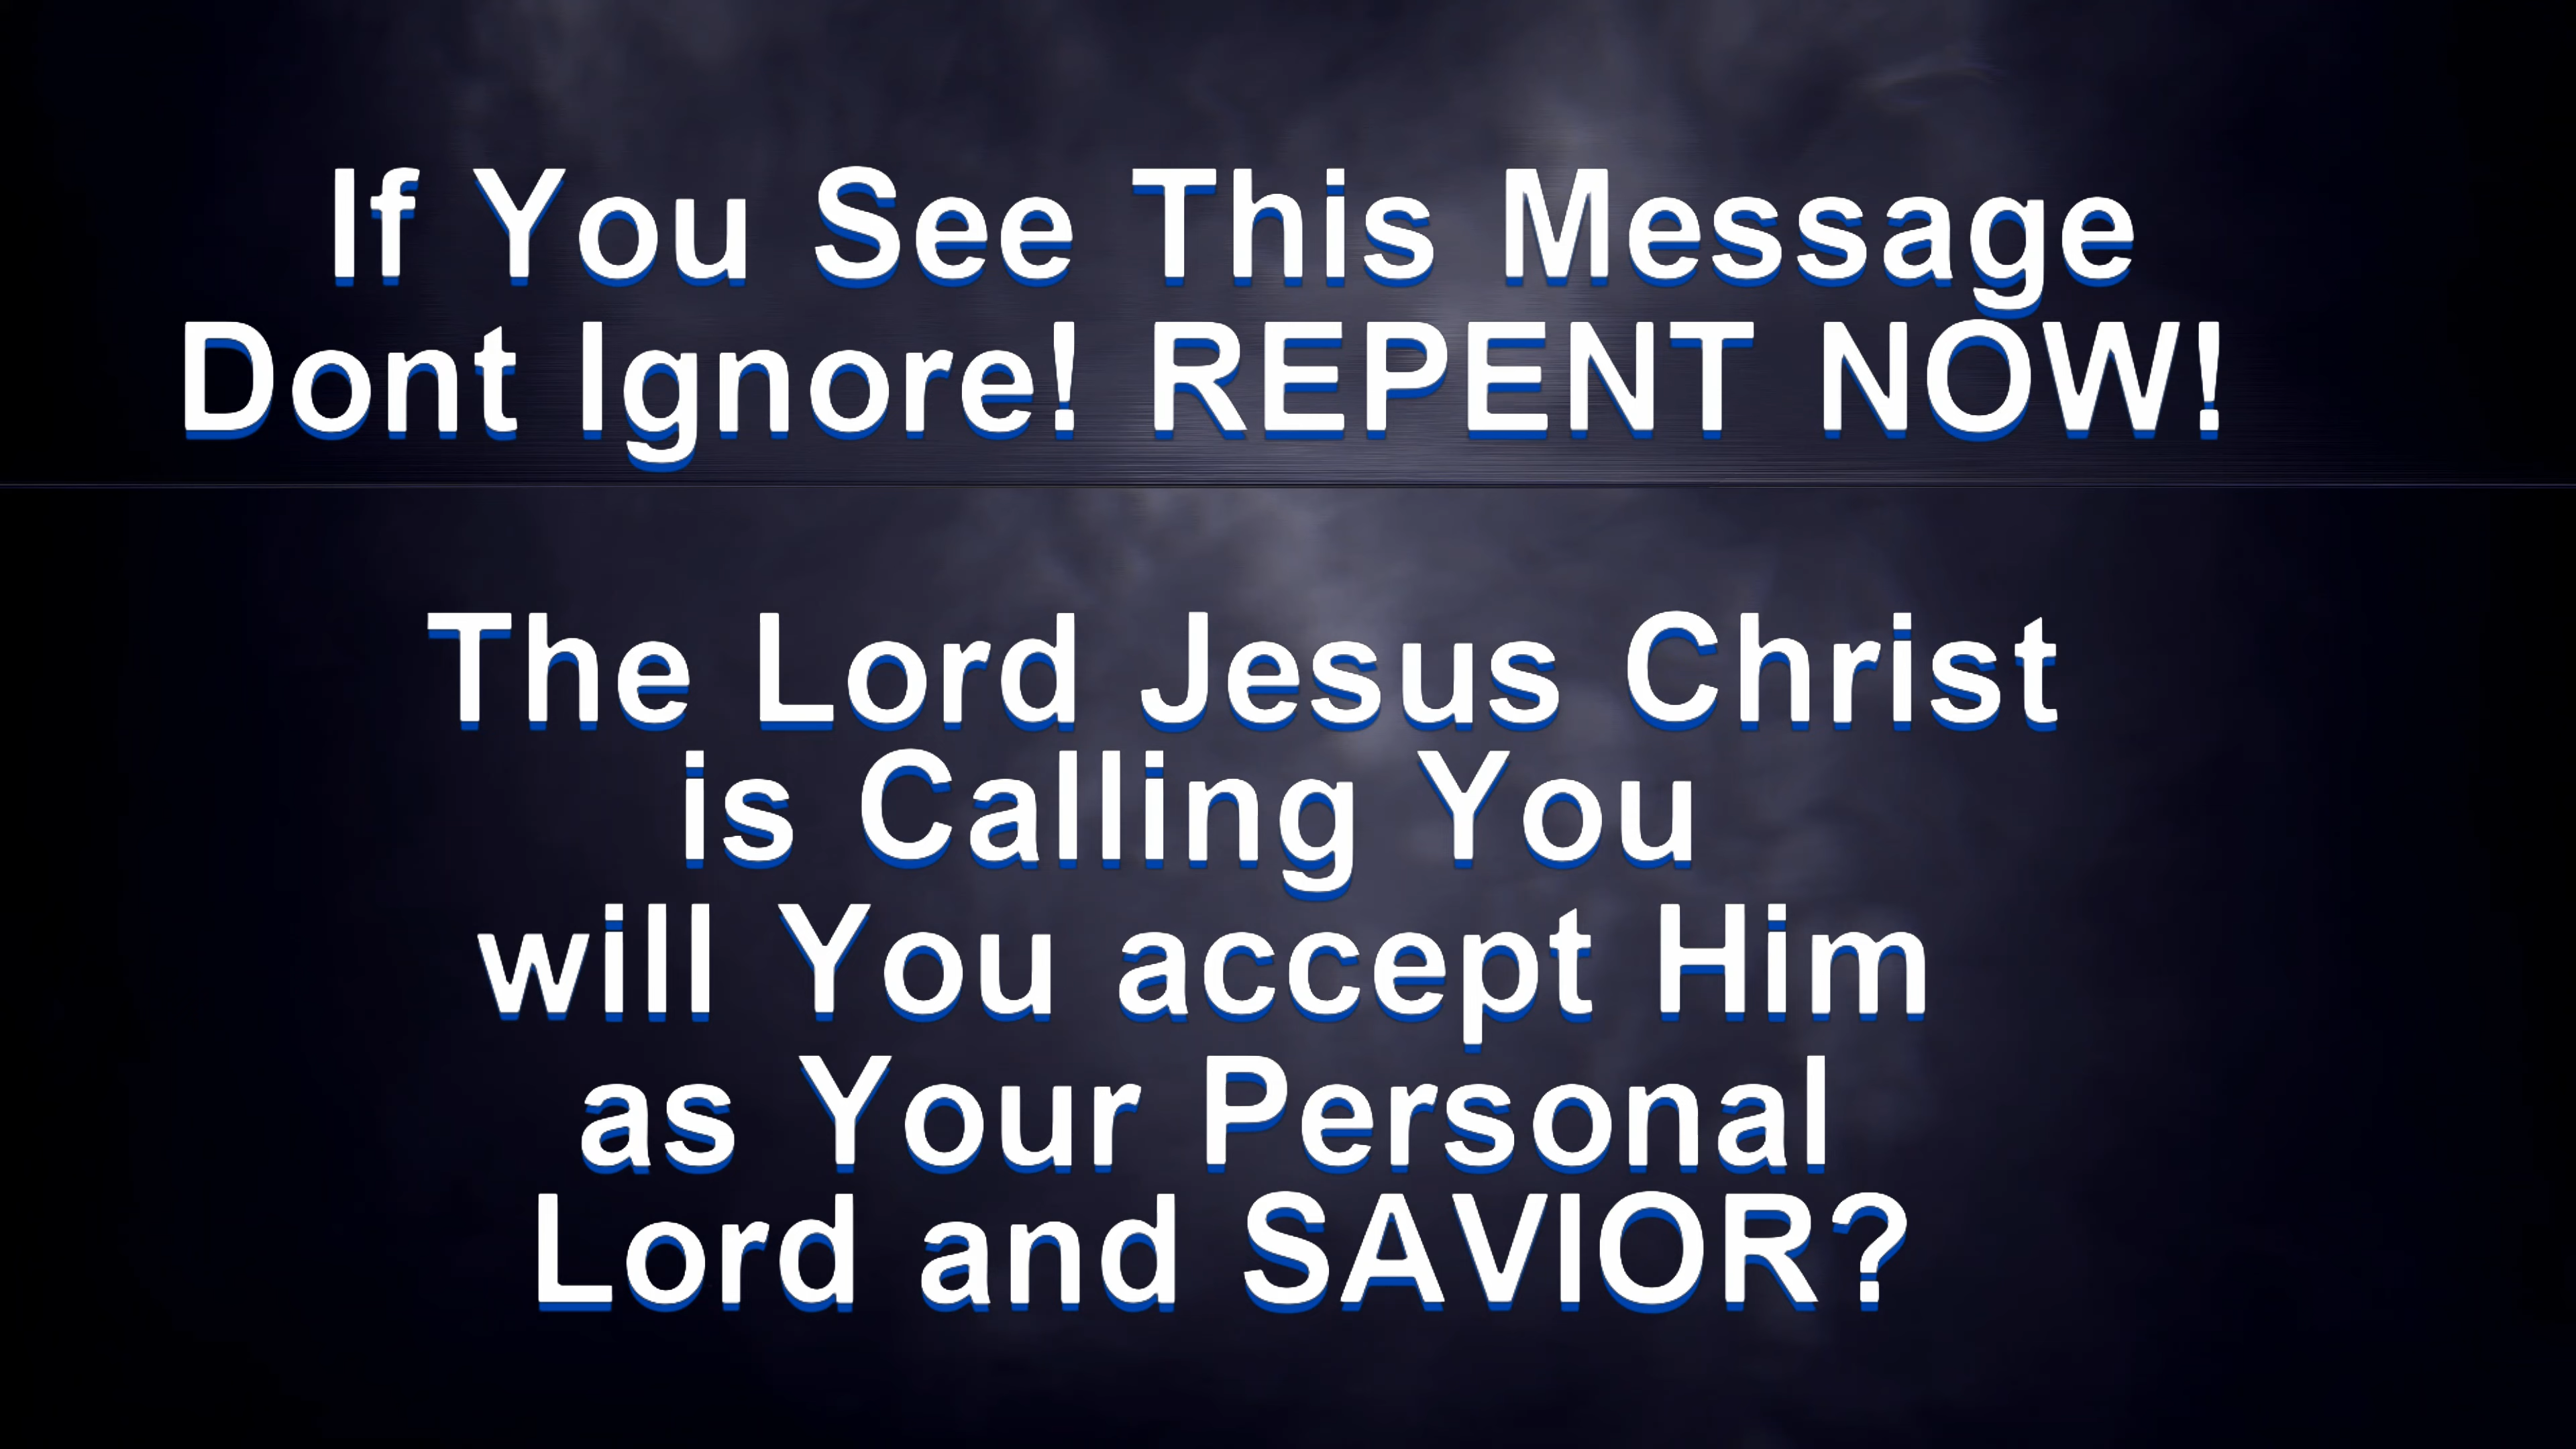 If You See This Message
Dont Ignore! REPENT NOW!
The Lord Jesus Christ
is Calling You
will You accept Him
as Your Personal
Lord and SAVIOR?